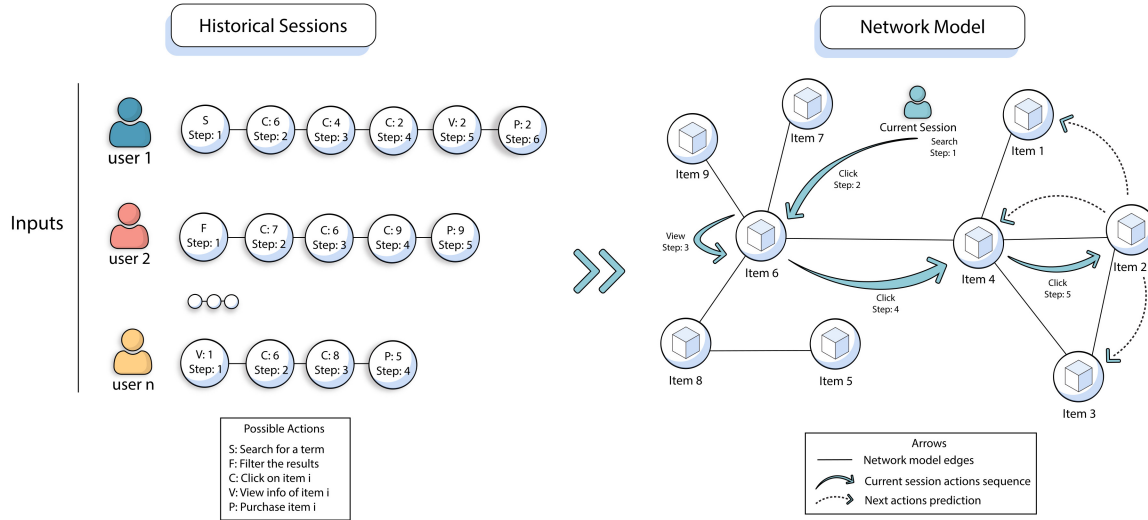 Historical Sessions
Inputs
user 1
S
Step: 1
C: 6
Step: 2
C: 4
Step: 3
C: 2
Step: 4
V: 2
Step: 5
P: 2
Step: 6
user 2
F
Step: 1
C: 7
Step: 2
C: 6
Step: 3
C: 9
Step: 4
P: 9
Step: 5
user n
V: 1
Step: 1
C: 6
Step: 2
C: 8
Step: 3
P: 5
Step: 4
Possible Actions
S: Search for a term
F: Filter the results
C: Click on item i
V: View info of item i
P: Purchase item i
Network Model
Item 7
Current Session
Search
Step: 1
Item 1
Item 9
Click
Step: 2
View
Step: 3
Item 6
Item 4
Item 2
Click
Step: 4
Click
Step: 5
Item 8
Item 5
Item 3
Arrows
Network model edges
Current session actions sequence
Next actions prediction